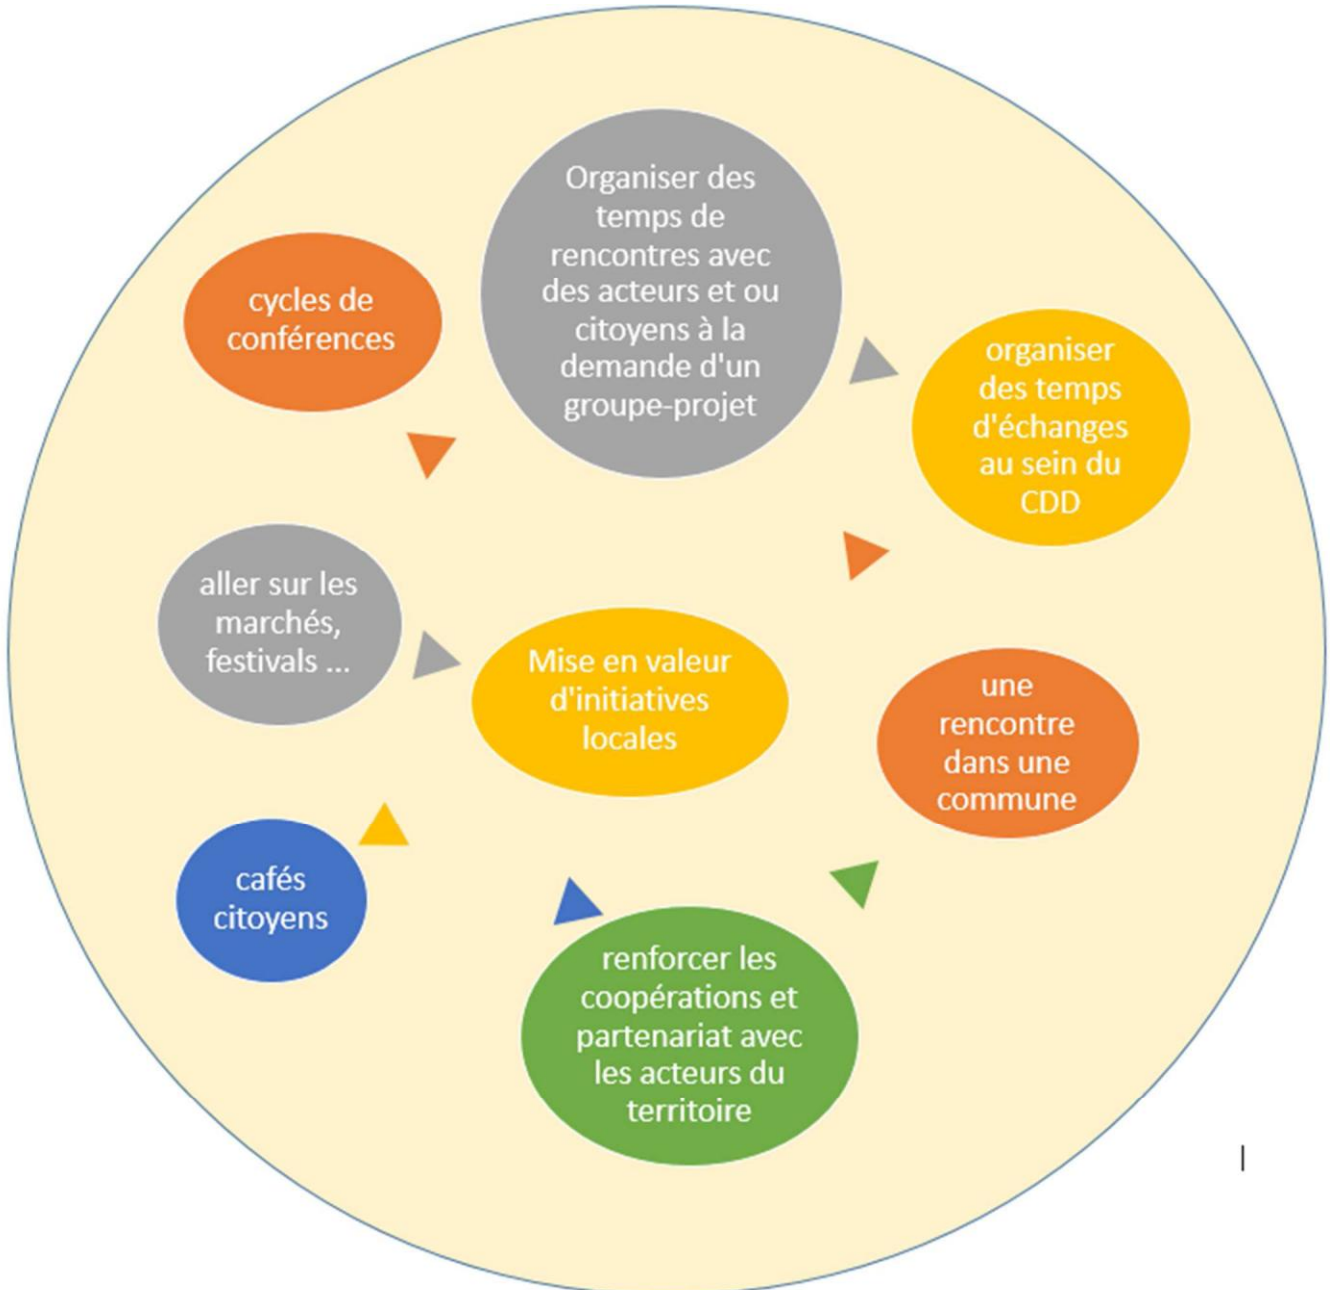 Organiser des
temps de
rencontres avec
des acteurs et ou
citoyens à la
demande d'un
groupe-projet
cycles de
conférences
organiser
des temps
d'échanges
au sein du
CDD
aller sur les
marchés,
festivals ...
Mise en valeur
d'initiatives
locales
une
rencontre
dans une
commune
cafés
citoyens
renforcer les
coopérations et
partenariat avec
les acteurs du
territoire